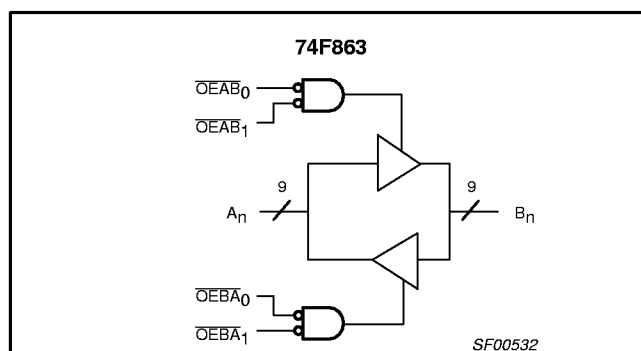 74F863
OEAB0
OEAB1
9
9
An
Bn
OEBA0
OEBA1
SF00532